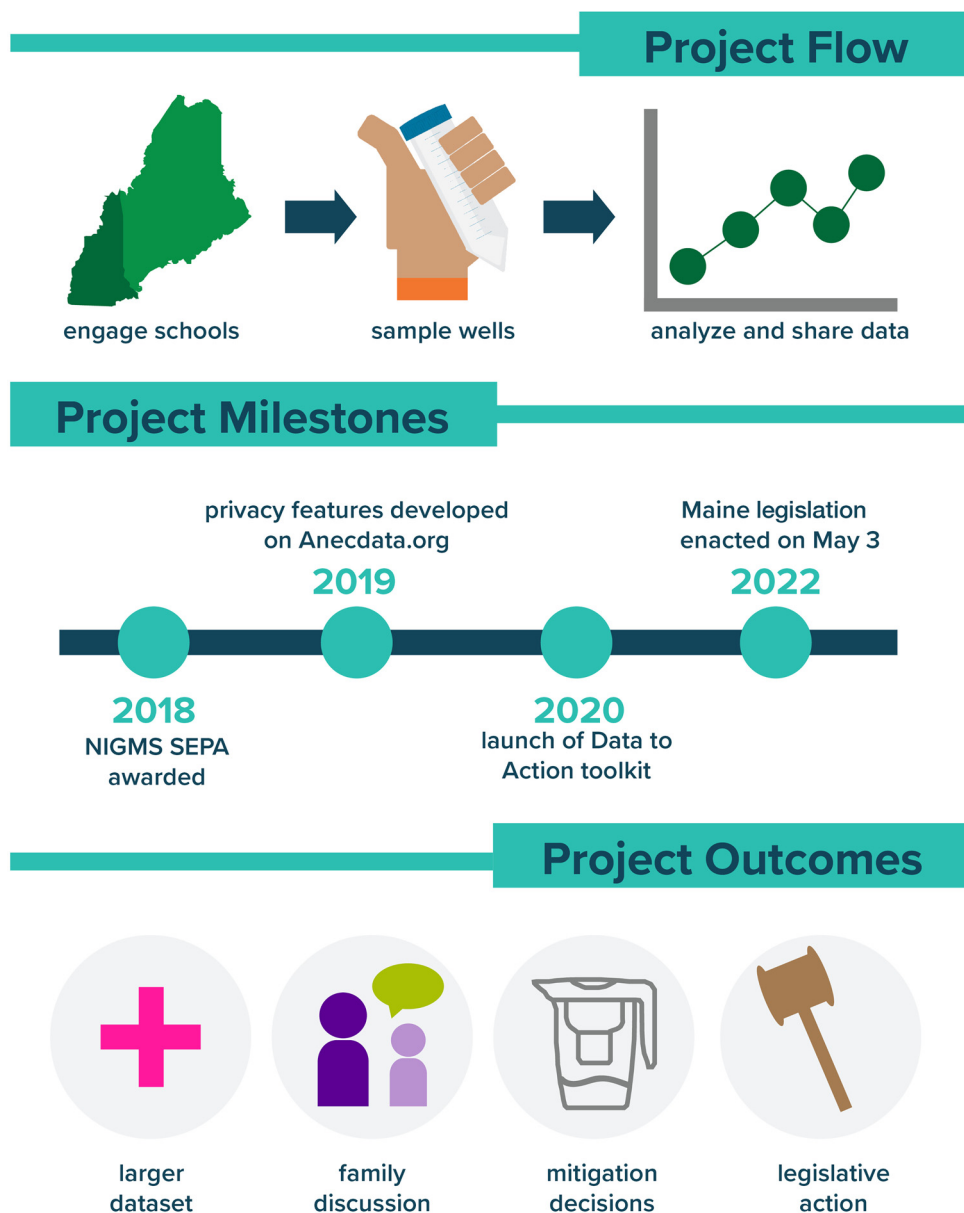 Project Flow
engage schools
sample wells
analyze and share data
Project Milestones
privacy features developed
on Anecdata.org
2019
Maine legislation
enacted on May 3
2022
2018
NIGMS SEPA
awarded
2020
launch of Data to
Action toolkit
Project Outcomes
larger
dataset
family
discussion
mitigation
decisions
legislative
action